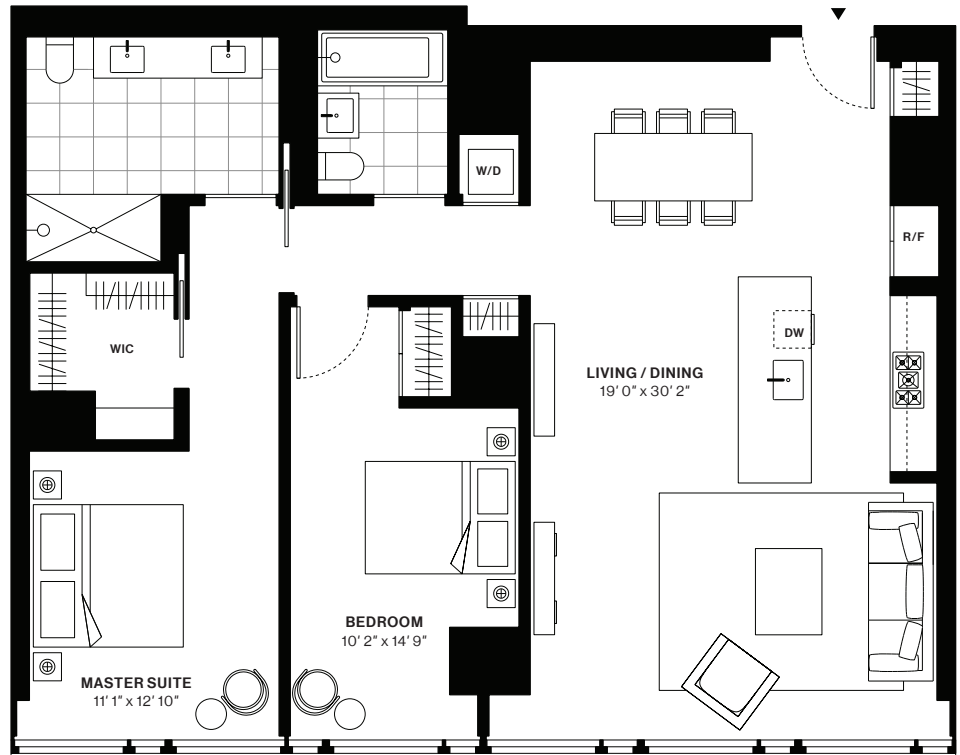 W/D
R/F
DW
WIC
LIVING / DINING
19' 0" x 30' 2"
BEDROOM
10' 2" x 14' 9"
MASTER SUITE
11' 1" x 12' 10"